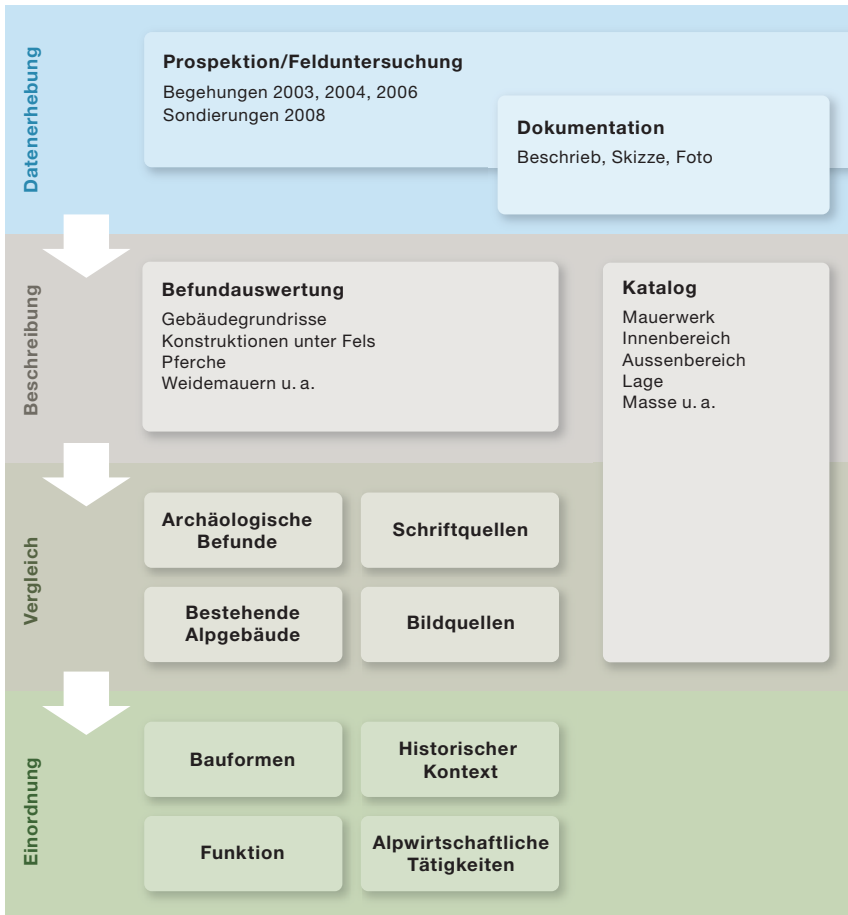 Datenerhebung
Prospektion/Felduntersuchung
Begehungen 2003, 2004, 2006
Sondierungen 2008
Dokumentation
Beschrieb, Skizze, Foto
Beschreibung
Befundauswertung
Gebäudegrundrisse
Konstruktionen unter Fels
Pferche
Weidemauern u. a.
Katalog
Mauerwerk
Innenbereich
Aussenbereich
Lage
Masse u. a.
Vergleich
Archäologische
Befunde
Schriftquellen
Bestehende
Alpgebäude
Bildquellen
Einordnung
Bauformen
Historischer
Kontext
Funktion
Alpwirtschaftliche
Tätigkeiten